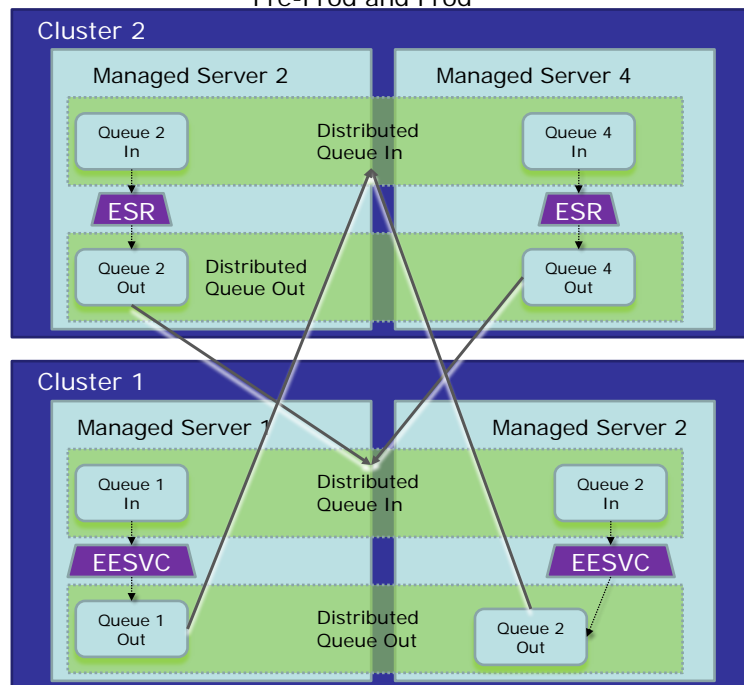 Pre-Prod and Prod
Cluster 2
Managed Server 2
Managed Server 4
Queue 2
In
Distributed
Queue In
Queue 4
In
ESR
ESR
Queue 2
Out
Distributed
Queue Out
Queue 4
Out
Cluster 1
Managed Server 1
Managed Server 2
Queue 1
In
Distributed
Queue In
Queue 2
In
EESVC
EESVC
Queue 1
Out
Distributed
Queue Out
Queue 2
Out